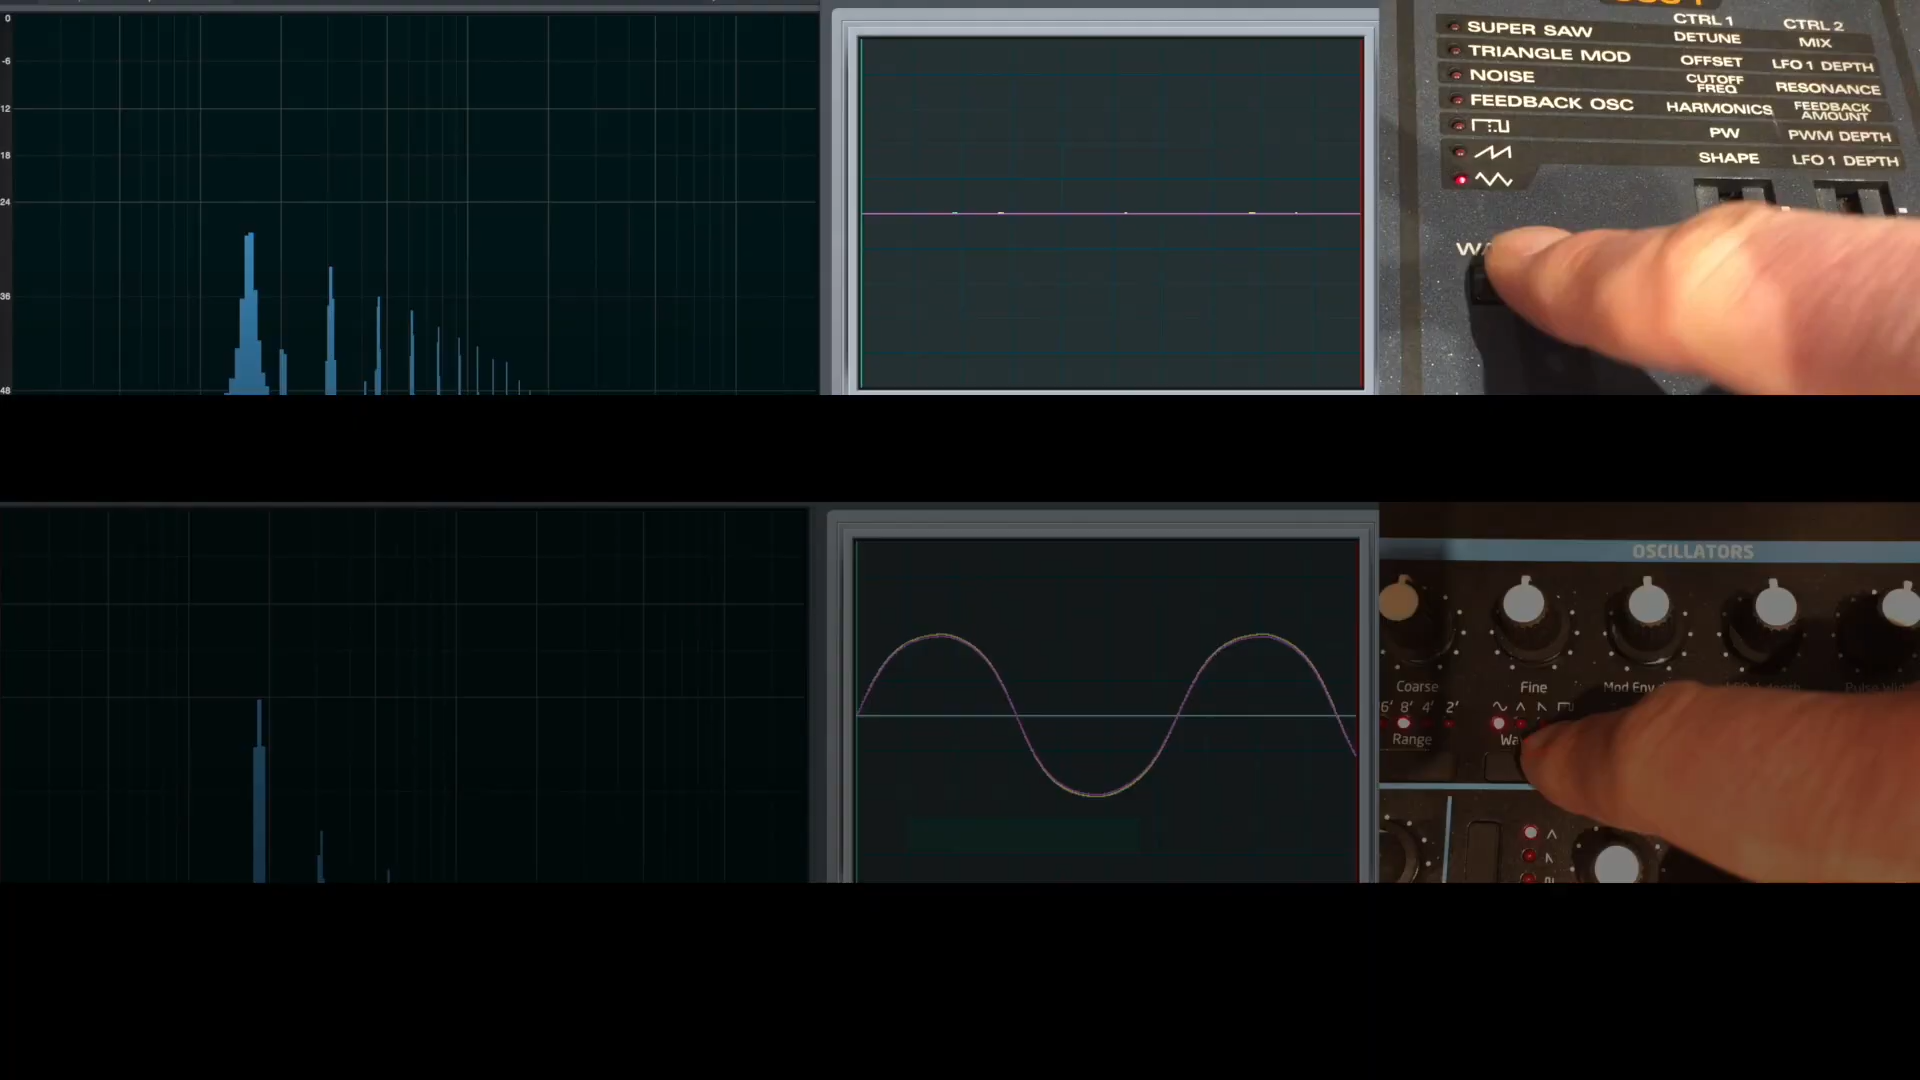 0
-6
12
18
24
36
48
SUPER SAW
TRIANGLE MOD
NOISE
FEEDBACK OSC
CTRL 1
DETUNE
OFFSET
CUTOFF
FREQ
HARMONICS
PW
SHAPE
CTRL 2
MIX
LFO 1 DEPTH
RESONANCE
FEEDBACK
AMOUNT
PWM DEPTH
LFO 1 DEPTH
OSCILLATORS
Coarse
Fine
Mod Env
6' 8' 4' 2'
Range